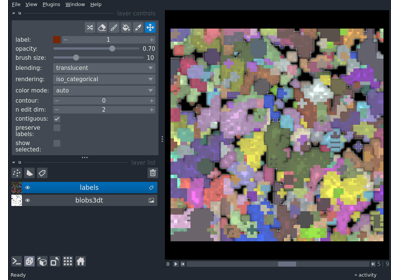 File View Plugins Window Help
layer controls
label: 1
opacity: 0.70
brush size: 10
blending: translucent
rendering: iso_categorical
color mode: auto
contour: 0
n edit dim: 2
contiguous:
preserve
labels:
show
selected:
layer list
labels
blobs3dt
Ready
activity